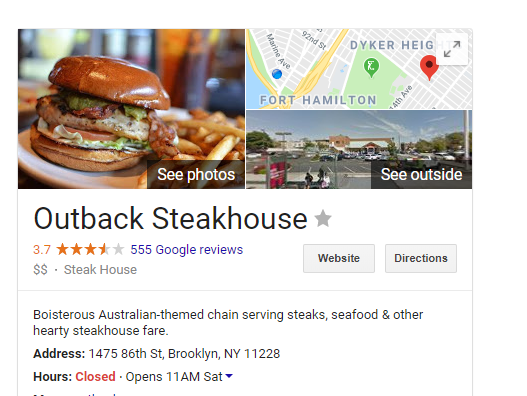 92nd St
Marine Ave
DYKER HEIG
FORT HAMILTON
14th Ave
See photos
See outside
Outback Steakhouse
3.7 555 Google reviews
Website
Directions
$$ · Steak House
Boisterous Australian-themed chain serving steaks, seafood & other
hearty steakhouse fare.
Address: 1475 86th St, Brooklyn, NY 11228
Hours: Closed · Opens 11AM Sat